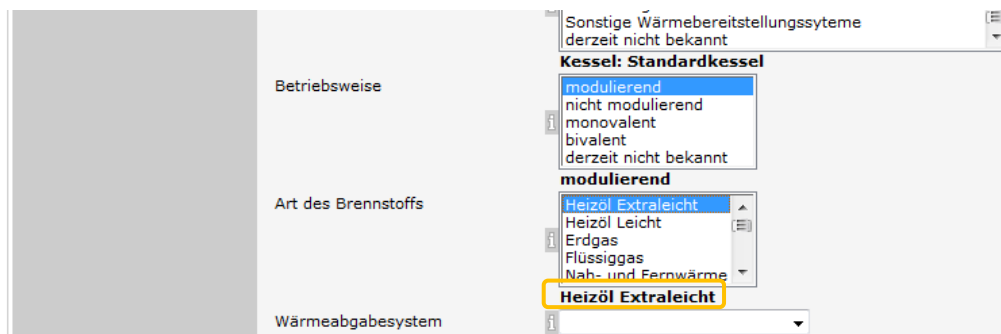 Sonstige Wärmebereitstellungssyteme
derzeit nicht bekannt
Kessel: Standardkessel
Betriebsweise
modulierend
nicht modulierend
monovalent
bivalent
derzeit nicht bekannt
modulierend
Art des Brennstoffs
Heizöl Extraleicht
Heizöl Leicht
Erdgas
Flüssiggas
Nah- und Fernwärme
Heizöl Extraleicht
Wärmeabgabesystem